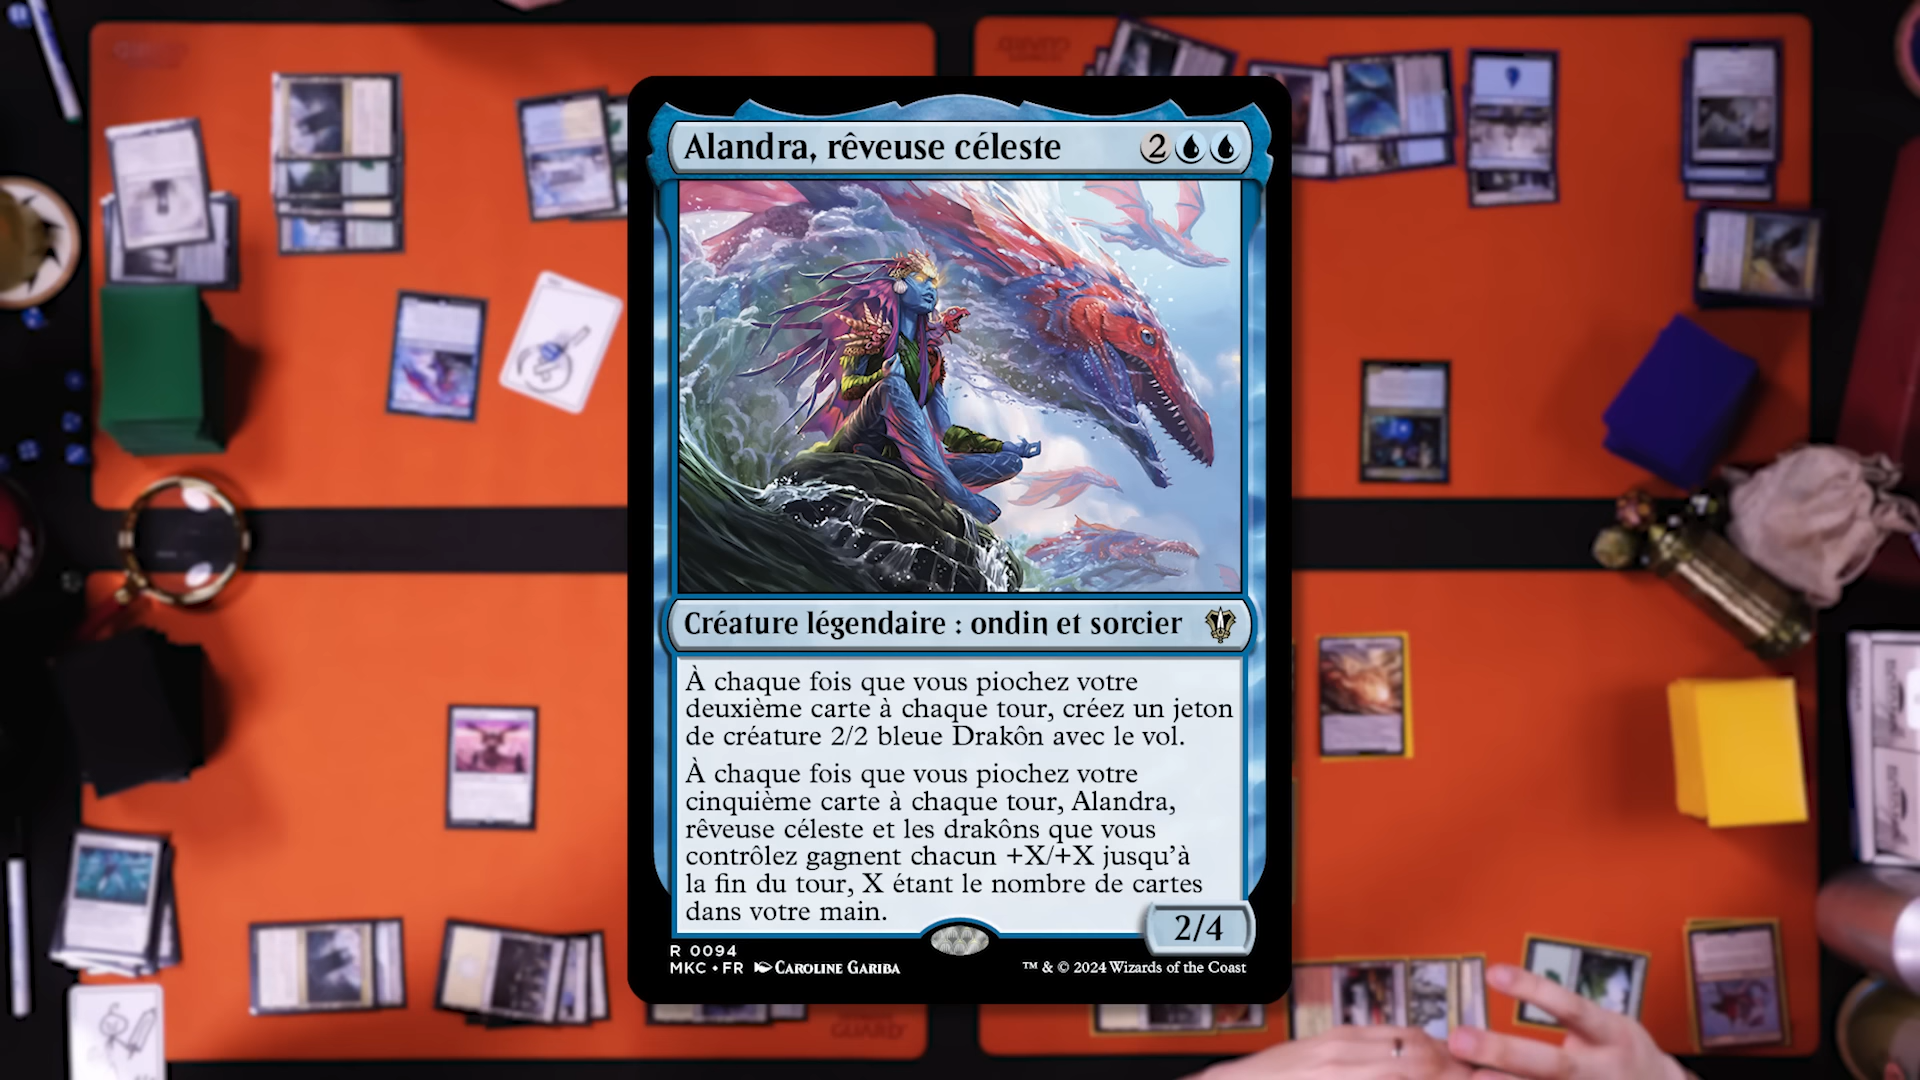 Alandra, rêveuse céleste 2
Créature légendaire : ondin et sorcier
À chaque fois que vous piochez votre
deuxième carte à chaque tour, créez un jeton
de créature 2/2 bleue Drakôn avec le vol.
À chaque fois que vous piochez votre
cinquième carte à chaque tour, Alandra,
rêveuse céleste et les drakôns que vous
contrôlez gagnent chacun +X/+X jusqu'à
la fin du tour, X étant le nombre de cartes
dans votre main.
2/4
R 0094
MKC • FR Caroline Gariba
™ & © 2024 Wizards of the Coast
GUARD